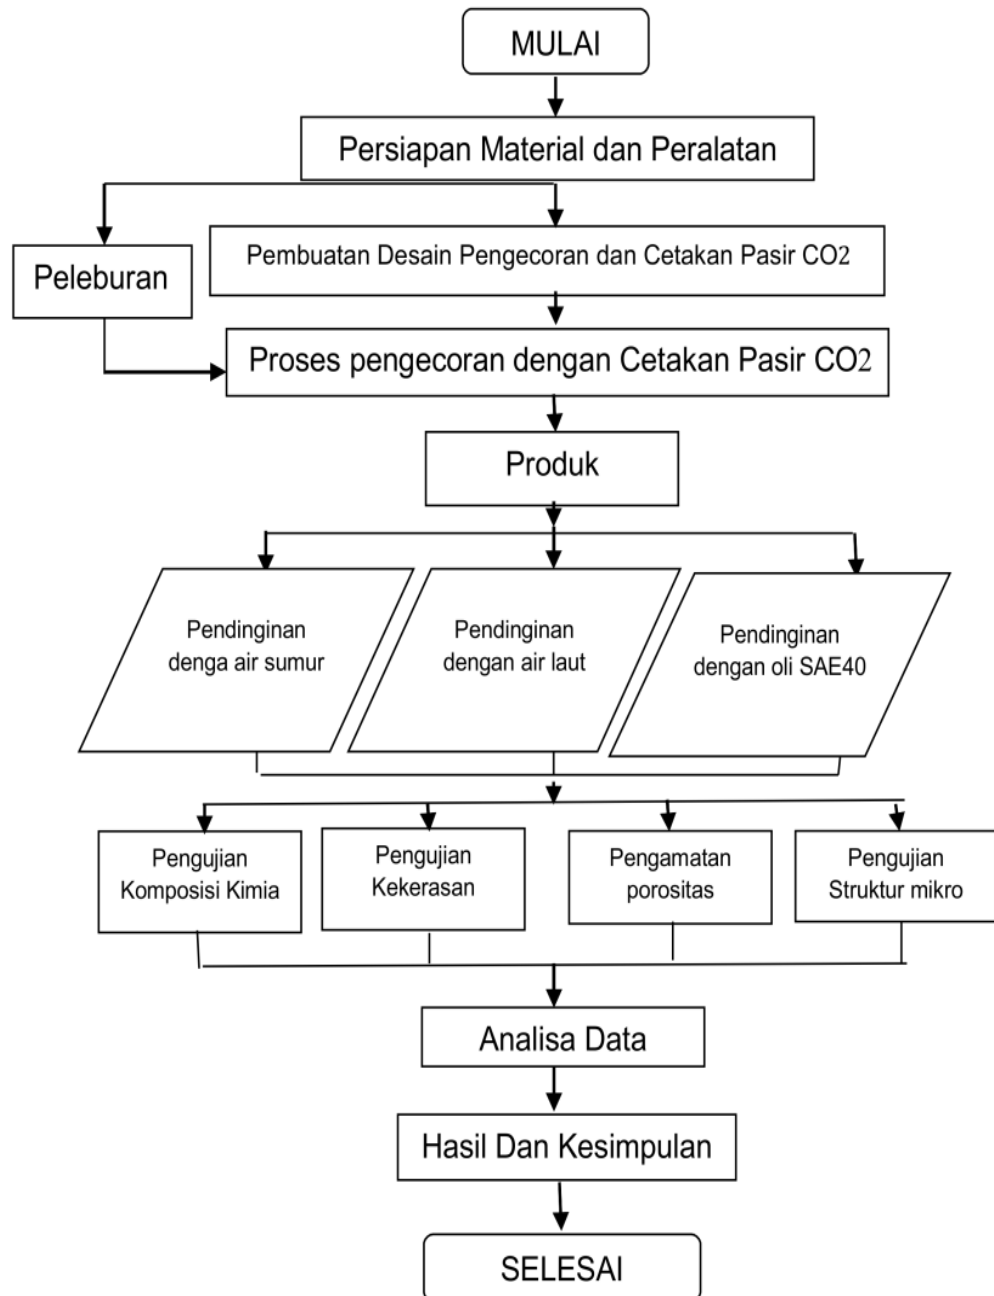 MULAI
Persiapan Material dan Peralatan
Peleburan
Pembuatan Desain Pengecoran dan Cetakan Pasir CO2
Proses pengecoran dengan Cetakan Pasir CO2
Produk
Pendinginan
denga air sumur
Pendinginan
dengan air laut
Pendinginan
dengan oli SAE40
Pengujian
Komposisi Kimia
Pengujian
Kekerasan
Pengamatan
porositas
Pengujian
Struktur mikro
Analisa Data
Hasil Dan Kesimpulan
SELESAI